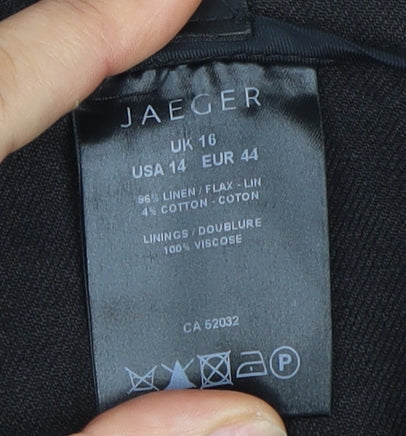 JAEGER
UK 16
USA 14 EUR 44
96% LINEN / FLAX - LIN
4% COTTON - COTON
LININGS / DOUBLURE
100% VISCOSE
CA 52032
P